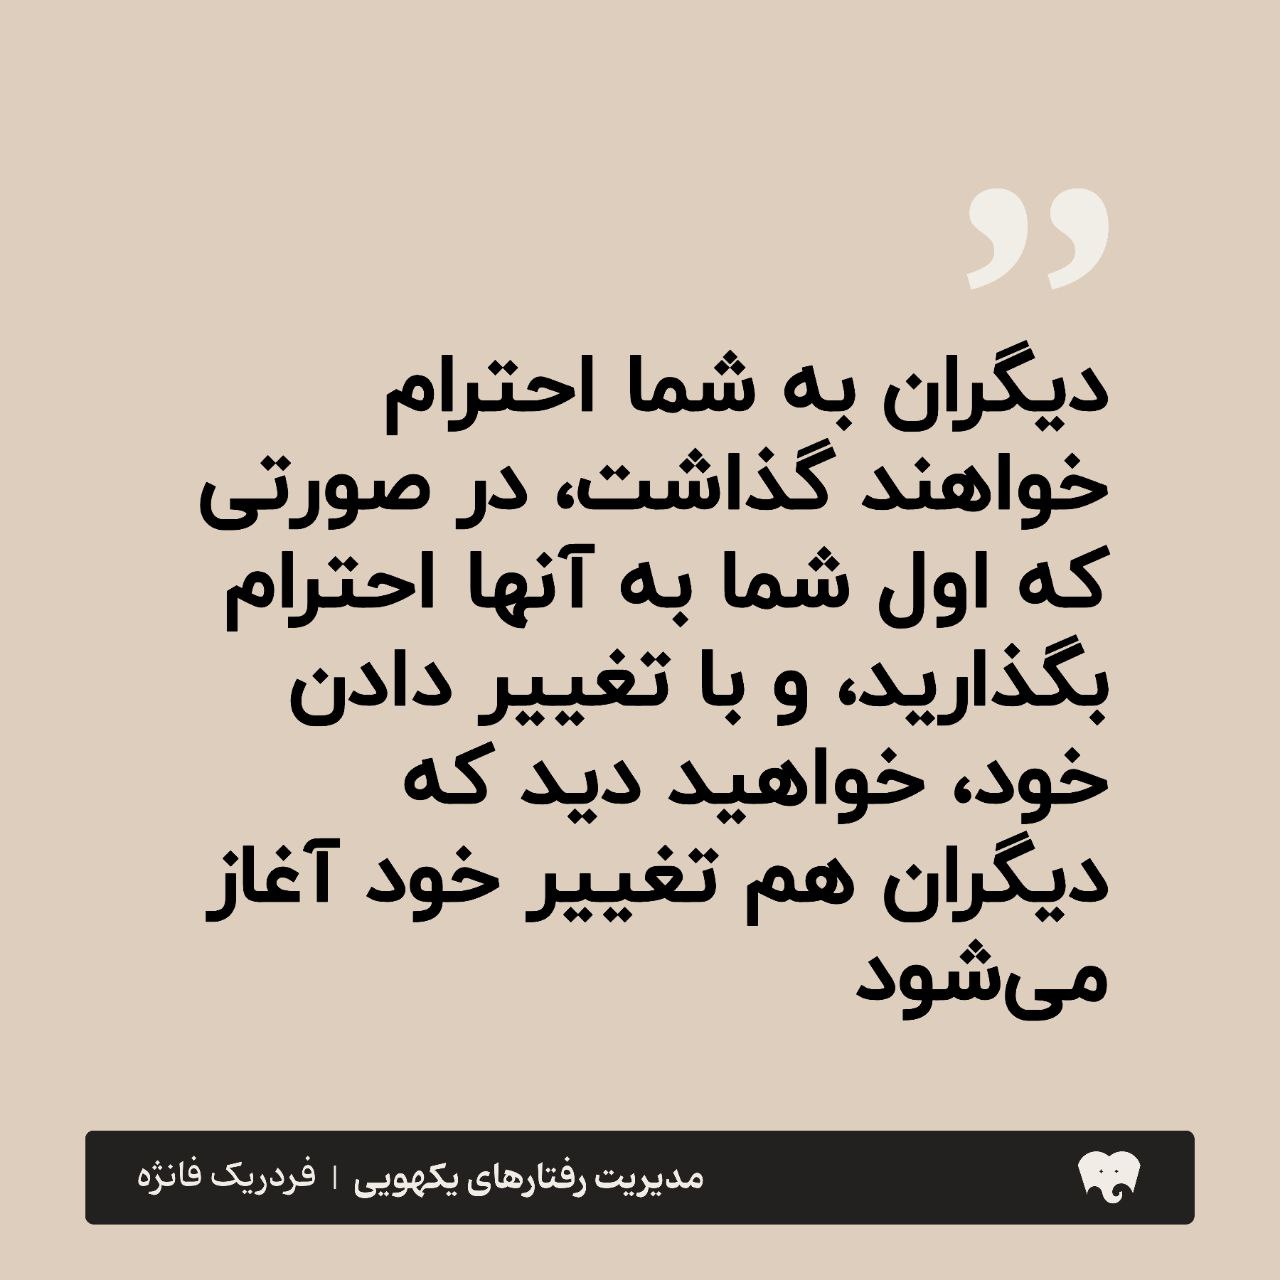 ”
دیگران به شما احترام
خواهند گذاشت، در صورتی
که اول شما به آنها احترام
بگذارید، و با تغییر دادن
خود، خواهید دید که
دیگران هم تغییر خود آغاز
می‌شود
مدیریت رفتارهای یکهویی | فردریک فانژه